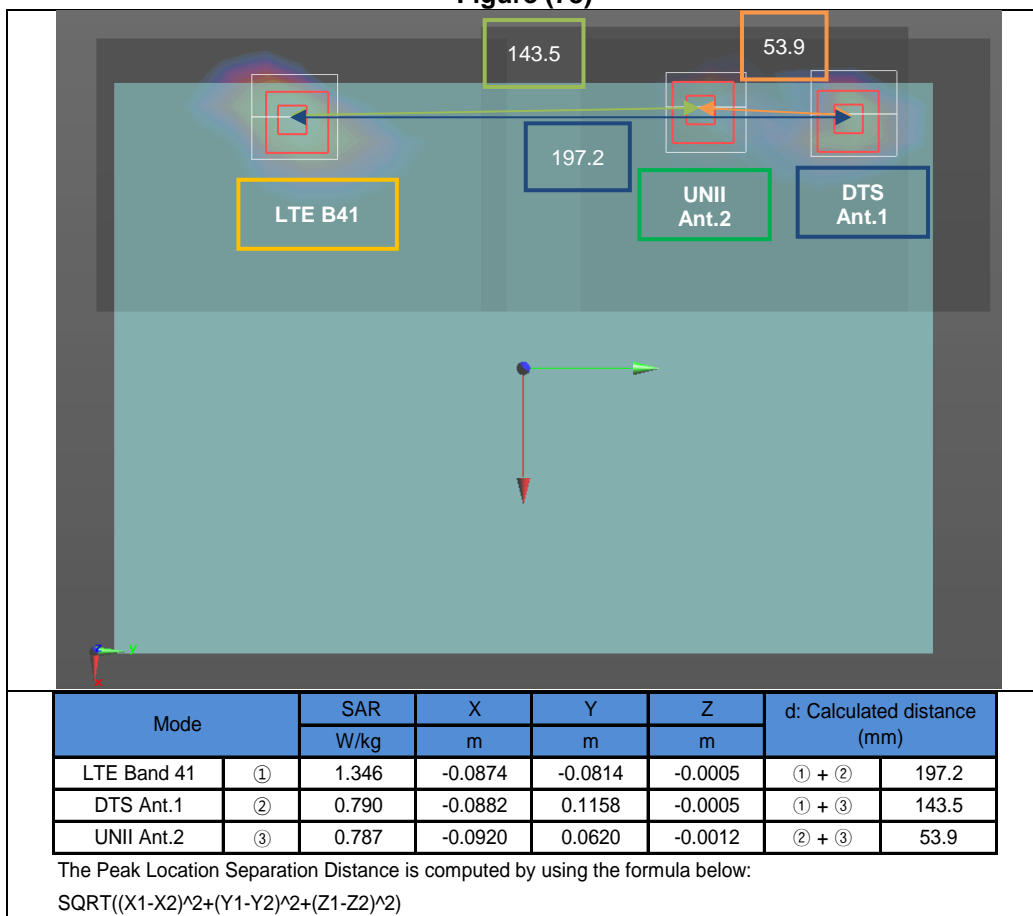 143.5
53.9
197.2
LTE B41
UNII
Ant.2
DTS
Ant.1
Y
X
Mode SAR X Y Z d: Calculated distance
(mm)
W/kg m m m
LTE Band 41 ① 1.346 -0.0874 -0.0814 -0.0005 ① + ② 197.2
DTS Ant.1 ② 0.790 -0.0882 0.1158 -0.0005 ① + ③ 143.5
UNII Ant.2 ③ 0.787 -0.0920 0.0620 -0.0012 ② + ③ 53.9
The Peak Location Separation Distance is computed by using the formula below:
SQRT((X1-X2)^2+(Y1-Y2)^2+(Z1-Z2)^2)